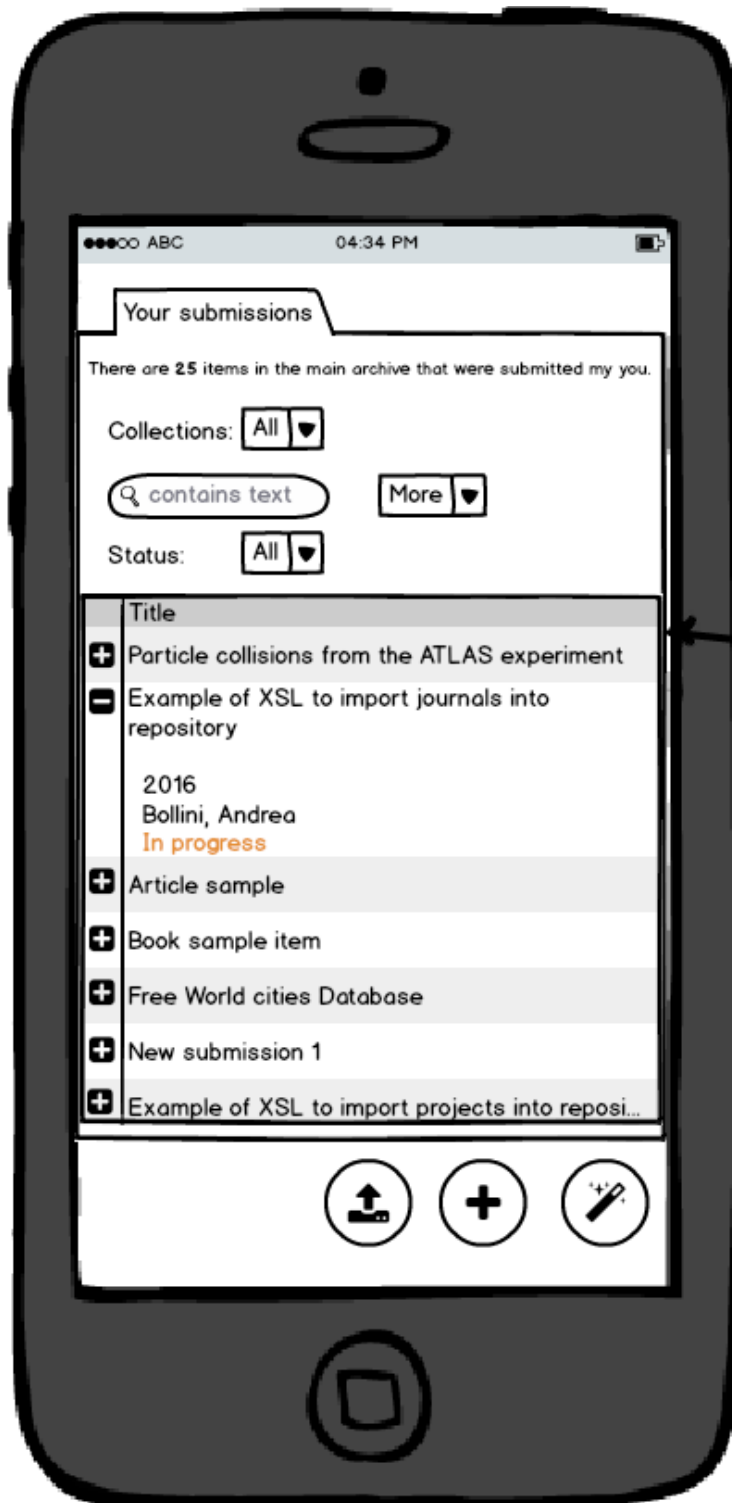 ABC 04:34 PM
Your submissions
There are 25 items in the main archive that were submitted my you.
Collections: All
contains text More
Status: All
Title
Particle collisions from the ATLAS experiment
Example of XSL to import journals into
repository
2016
Bollini, Andrea
In progress
Article sample
Book sample item
Free World cities Database
New submission 1
Example of XSL to import projects into reposi...